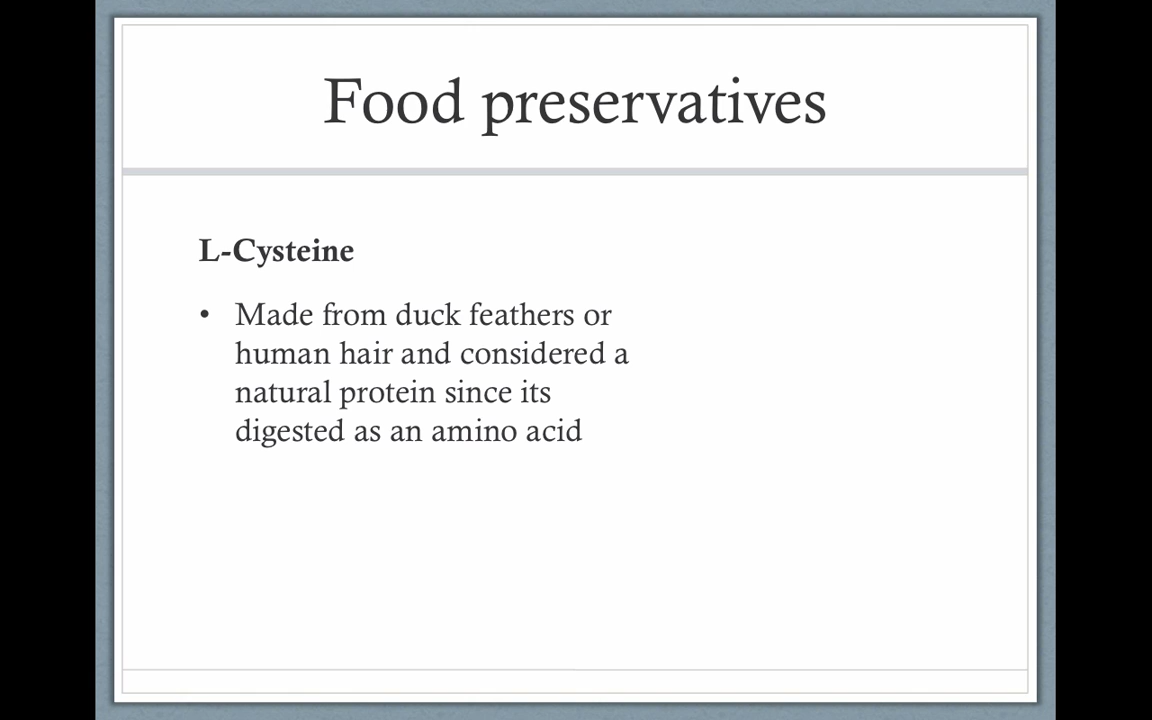 Food preservatives
L-Cysteine
• Made from duck feathers or
human hair and considered a
natural protein since its
digested as an amino acid